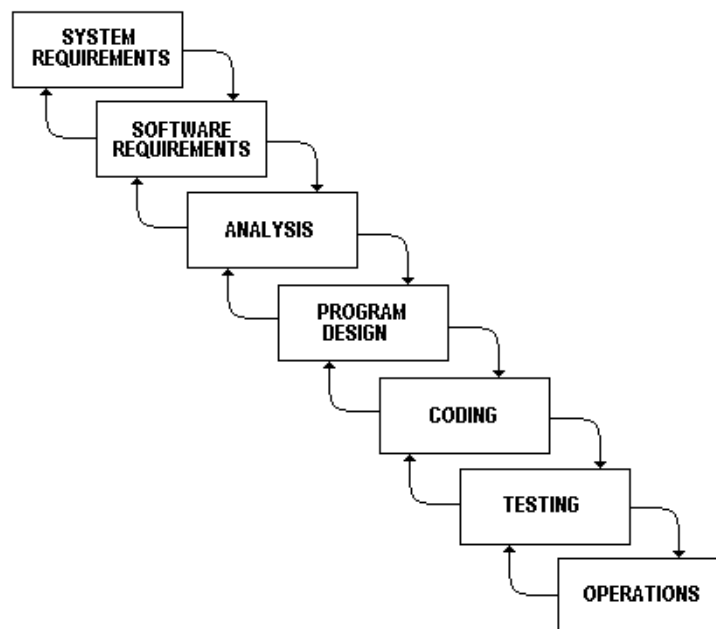 SYSTEM
REQUIREMENTS
SOFTWARE
REQUIREMENTS
ANALYSIS
PROGRAM
DESIGN
CODING
TESTING
OPERATIONS